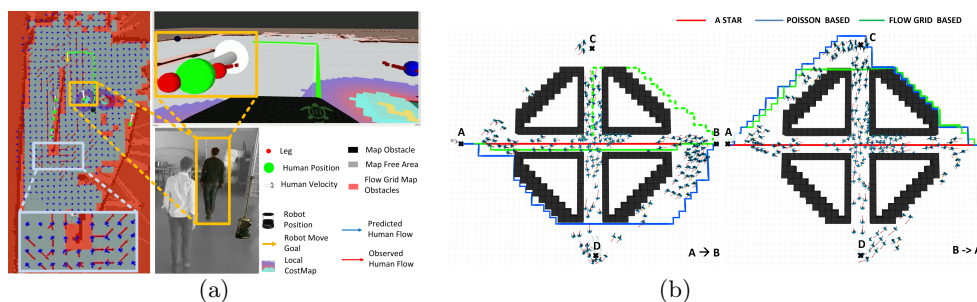 A STAR
POISSON BASED
FLOW GRID BASED
(a)
Leg
Human Position
Human Velocity
Robot
Position
Robot Move
Goal
Local
CostMap
Map Obstacle
Map Free Area
Flow Grid Map
Obstacles
Predicted
Human Flow
Observed
Human Flow
(b)
C
A
B
D
A → B
C
A
D
B -> A